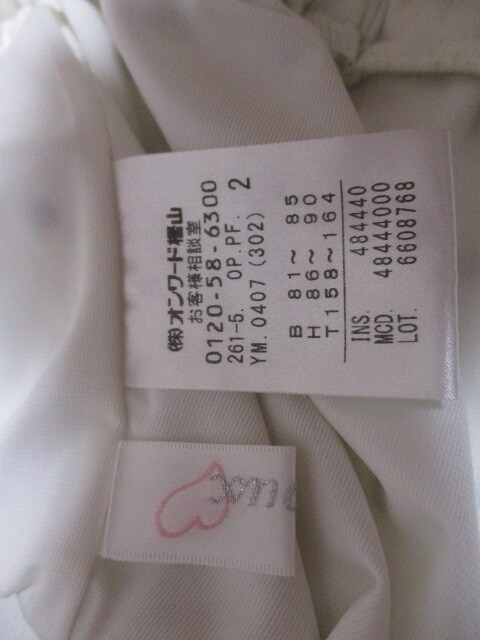 (株)オンワード樫山
お客様相談室
0120-58-6300
261-5. OP.PF. 2
YM. 0407 (302)
B 81~ 85
H 86~ 90
T158~164
INS. 484440
MCD. 48444000
LOT. 6608768